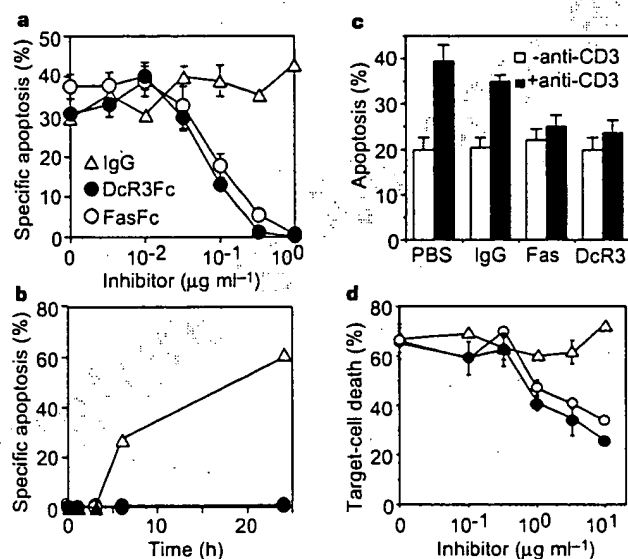 a
Specific apoptosis (%)
50
40
30
20
10
0
IgG
DcR3Fc
FasFc
0
10-2
10-1
100
Inhibitor (µg ml–1)
c
Apoptosis (%)
40
30
20
10
0
-anti-CD3
+anti-CD3
PBS
IgG
Fas
DcR3
b
Specific apoptosis (%)
80
60
40
20
0
0
10
20
Time (h)
d
Target-cell death (%)
80
60
40
20
0
0
10-1
100
101
Inhibitor (µg ml–1)